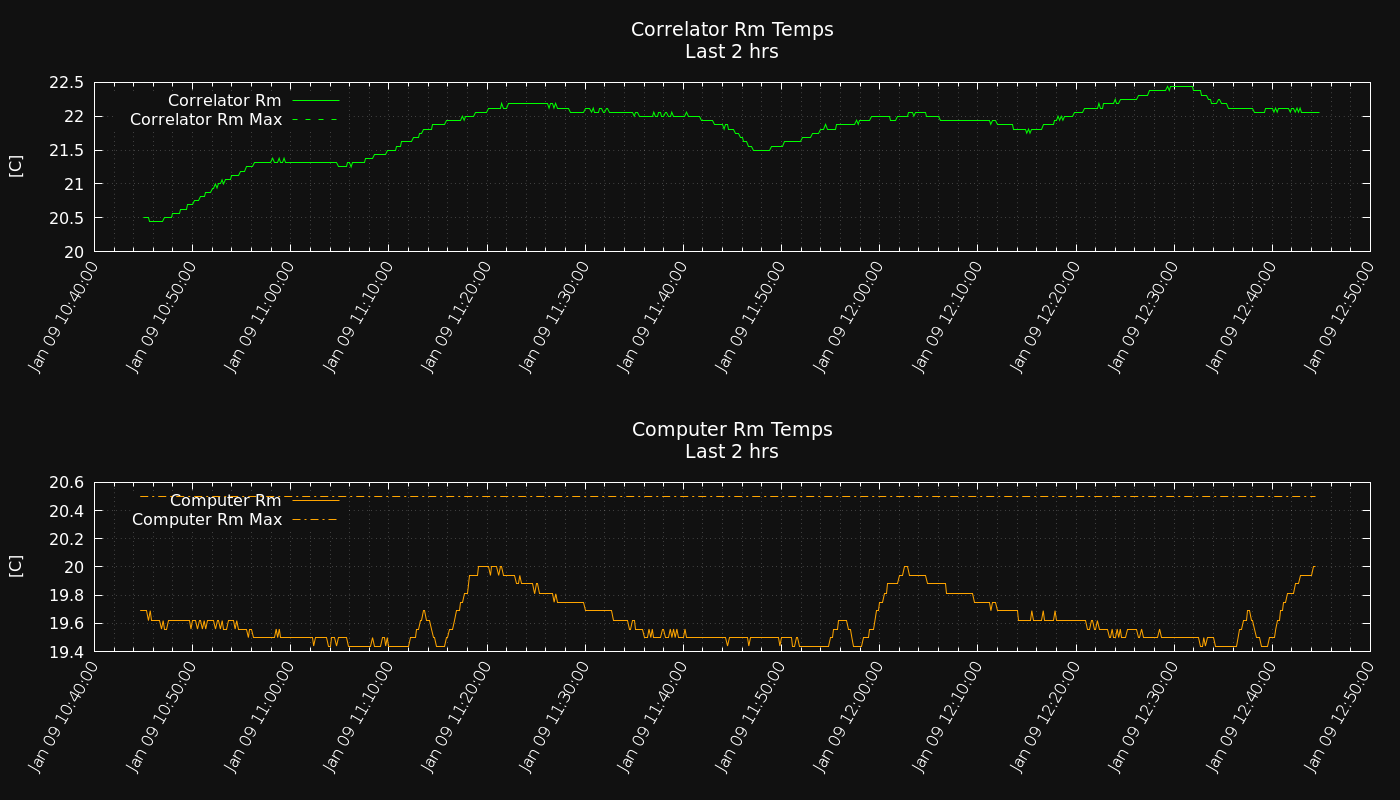 Correlator Rm Temps
Last 2 hrs
22.5
22
21.5
21
20.5
20
[C]
Correlator Rm
Correlator Rm Max
Jan 09 10:40:00
Jan 09 10:50:00
Jan 09 11:00:00
Jan 09 11:10:00
Jan 09 11:20:00
Jan 09 11:30:00
Jan 09 11:40:00
Jan 09 11:50:00
Jan 09 12:00:00
Jan 09 12:10:00
Jan 09 12:20:00
Jan 09 12:30:00
Jan 09 12:40:00
Jan 09 12:50:00
Computer Rm Temps
Last 2 hrs
20.6
20.4
20.2
20
19.8
19.6
19.4
[C]
Computer Rm
Computer Rm Max
Jan 09 10:40:00
Jan 09 10:50:00
Jan 09 11:00:00
Jan 09 11:10:00
Jan 09 11:20:00
Jan 09 11:30:00
Jan 09 11:40:00
Jan 09 11:50:00
Jan 09 12:00:00
Jan 09 12:10:00
Jan 09 12:20:00
Jan 09 12:30:00
Jan 09 12:40:00
Jan 09 12:50:00